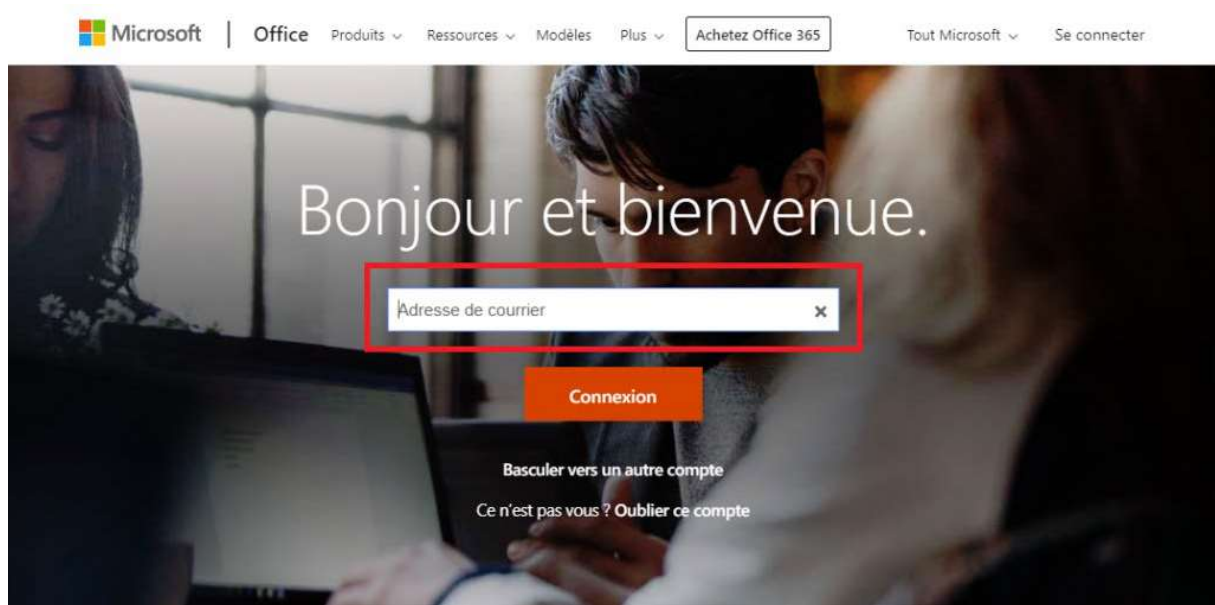 Microsoft | Office Produits Ressources Modèles Plus Achetez Office 365 Tout Microsoft Se connecter
Bonjour et bienvenue.
Adresse de courrier
Connexion
Basculer vers un autre compte
Ce n'est pas vous ? Oublier ce compte